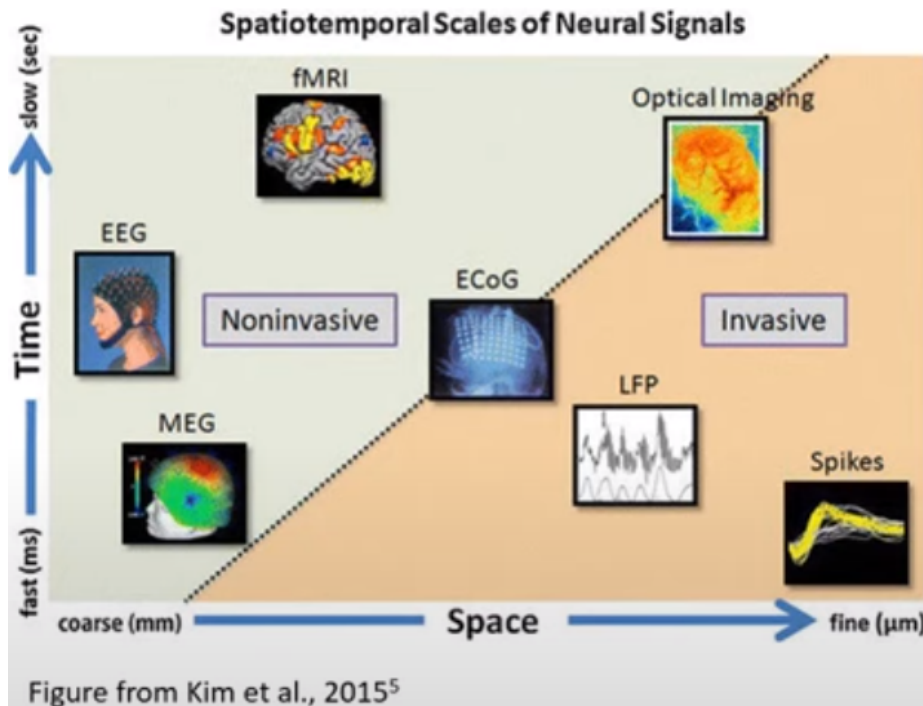 Spatiotemporal Scales of Neural Signals
slow (sec)
Time
fast (ms)
fMRI
Optical Imaging
EEG
Noninvasive
ECoG
Invasive
LFP
MEG
Spikes
coarse (mm)
Space
fine (μm)
Figure from Kim et al., 2015⁵